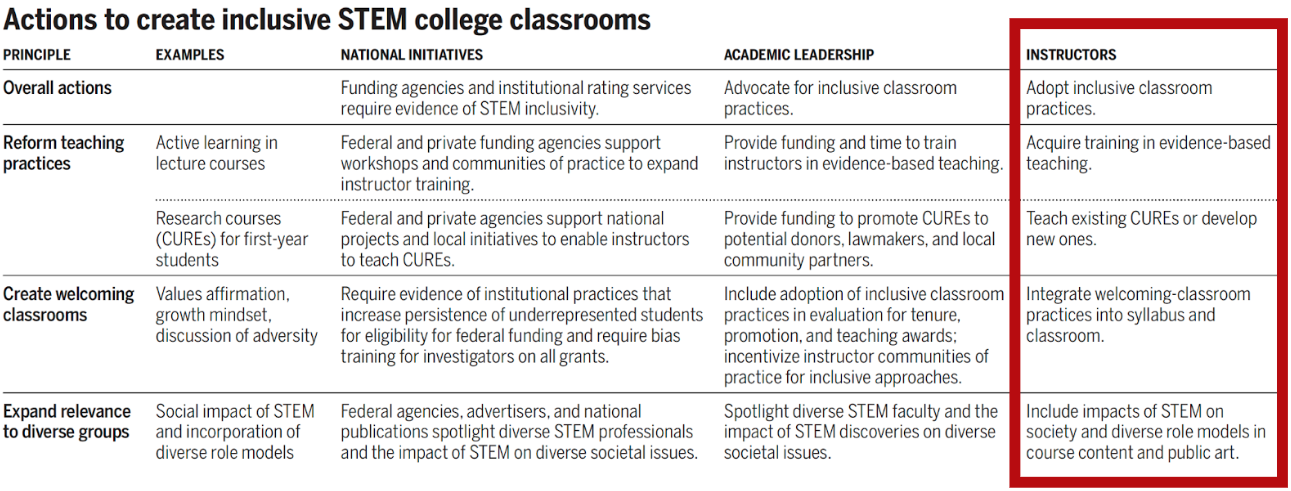 Actions to create inclusive STEM college classrooms
PRINCIPLE EXAMPLES NATIONAL INITIATIVES ACADEMIC LEADERSHIP INSTRUCTORS
Overall actions
Funding agencies and institutional rating services
require evidence of STEM inclusivity.
Advocate for inclusive classroom
practices.
Adopt inclusive classroom
practices.
Reform teaching
practices
Active learning in
lecture courses
Federal and private funding agencies support
workshops and communities of practice to expand
instructor training.
Provide funding and time to train
instructors in evidence-based teaching.
Acquire training in evidence-based
teaching.
Research courses
(CUREs) for first-year
students
Federal and private agencies support national
projects and local initiatives to enable instructors
to teach CUREs.
Provide funding to promote CUREs to
potential donors, lawmakers, and local
community partners.
Teach existing CUREs or develop
new ones.
Create welcoming
classrooms
Values affirmation,
growth mindset,
discussion of adversity
Require evidence of institutional practices that
increase persistence of underrepresented students
for eligibility for federal funding and require bias
training for investigators on all grants.
Include adoption of inclusive classroom
practices in evaluation for tenure,
promotion, and teaching awards;
incentivize instructor communities of
practice for inclusive approaches.
Integrate welcoming-classroom
practices into syllabus and
classroom.
Expand relevance
to diverse groups
Social impact of STEM
and incorporation of
diverse role models
Federal agencies, advertisers, and national
publications spotlight diverse STEM professionals
and the impact of STEM on diverse societal issues.
Spotlight diverse STEM faculty and the
impact of STEM discoveries on diverse
societal issues.
Include impacts of STEM on
society and diverse role models in
course content and public art.